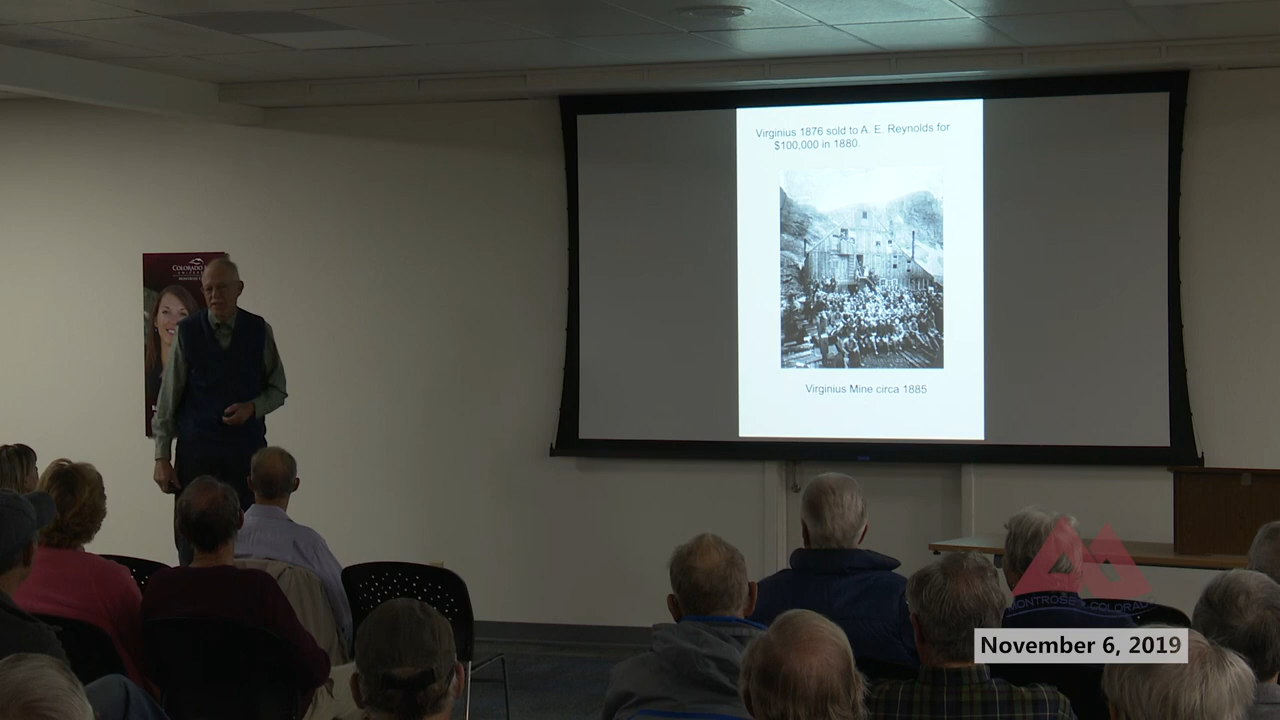 Virginius 1876 sold to A. E. Reynolds for
$100,000 in 1880.
Virginius Mine circa 1885
COLORADO
MONTROSE COLORADO
November 6, 2019